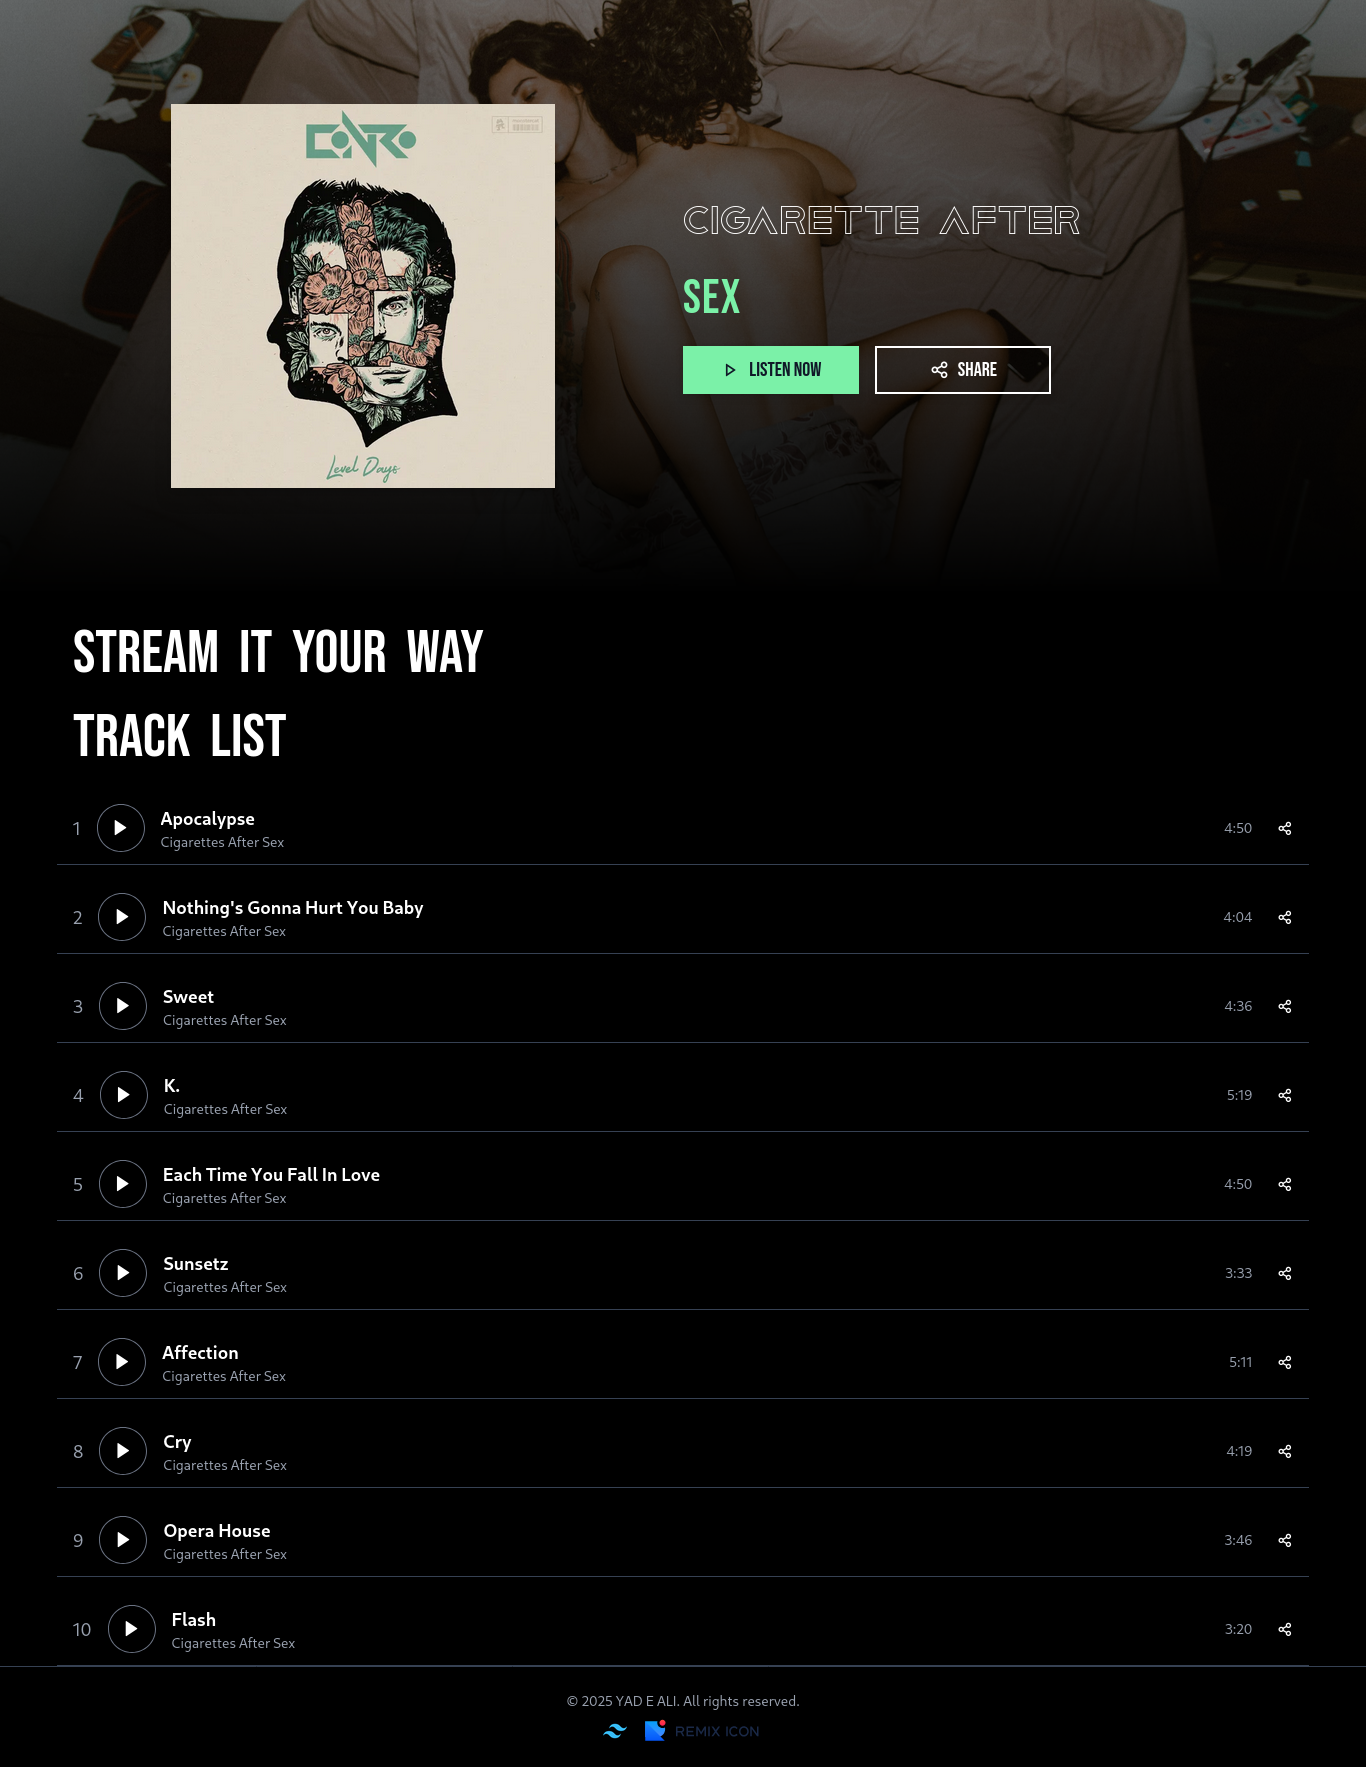 CONRO
CIGARETTE AFTER
SEX
LISTEN NOW
SHARE
Level Days
STREAM IT YOUR WAY
TRACK LIST
1
Apocalypse
Cigarettes After Sex
4:50
2
Nothing's Gonna Hurt You Baby
Cigarettes After Sex
4:04
3
Sweet
Cigarettes After Sex
4:36
4
K.
Cigarettes After Sex
5:19
5
Each Time You Fall In Love
Cigarettes After Sex
4:50
6
Sunsetz
Cigarettes After Sex
3:33
7
Affection
Cigarettes After Sex
5:11
8
Cry
Cigarettes After Sex
4:19
9
Opera House
Cigarettes After Sex
3:46
10
Flash
Cigarettes After Sex
3:20
© 2025 YAD E ALI. All rights reserved.
REMIX ICON